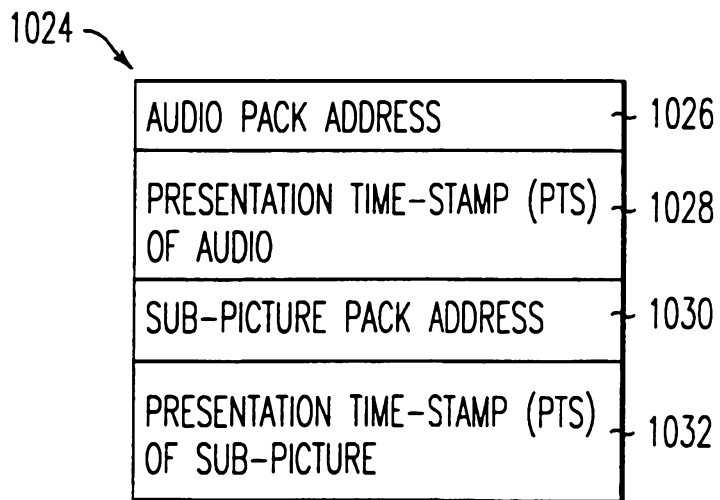 1024
AUDIO PACK ADDRESS 1026
PRESENTATION TIME-STAMP (PTS) 1028
OF AUDIO
SUB-PICTURE PACK ADDRESS 1030
PRESENTATION TIME-STAMP (PTS) 1032
OF SUB-PICTURE